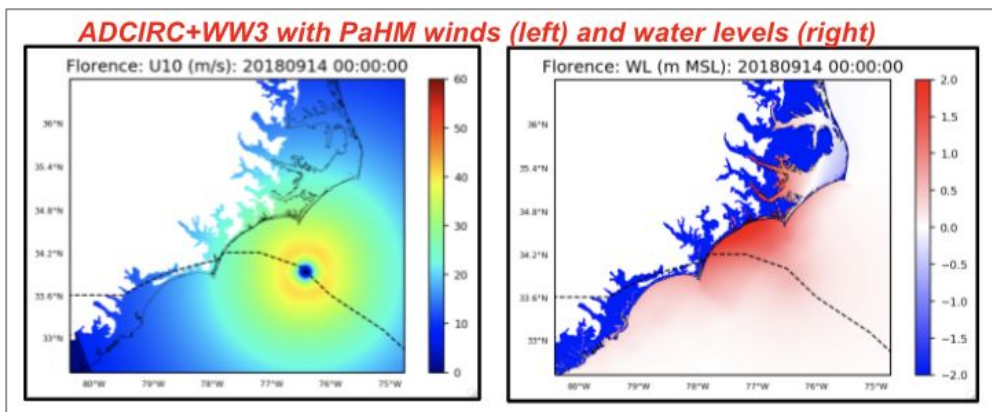 ADCIRC+WW3 with PaHM winds (left) and water levels (right)
Florence: U10 (m/s): 20180914 00:00:00
36°N
35.4°N
34.8°N
34.2°N
33.6°N
33°N
80°W 79°W 78°W 77°W 76°W 75°W
60
50
40
30
20
10
0
Florence: WL (m MSL): 20180914 00:00:00
36°N
35.4°N
34.8°N
34.2°N
33.6°N
33°N
80°W 79°W 78°W 77°W 76°W 75°W
2.0
1.5
1.0
0.5
0.0
−0.5
−1.0
−1.5
−2.0